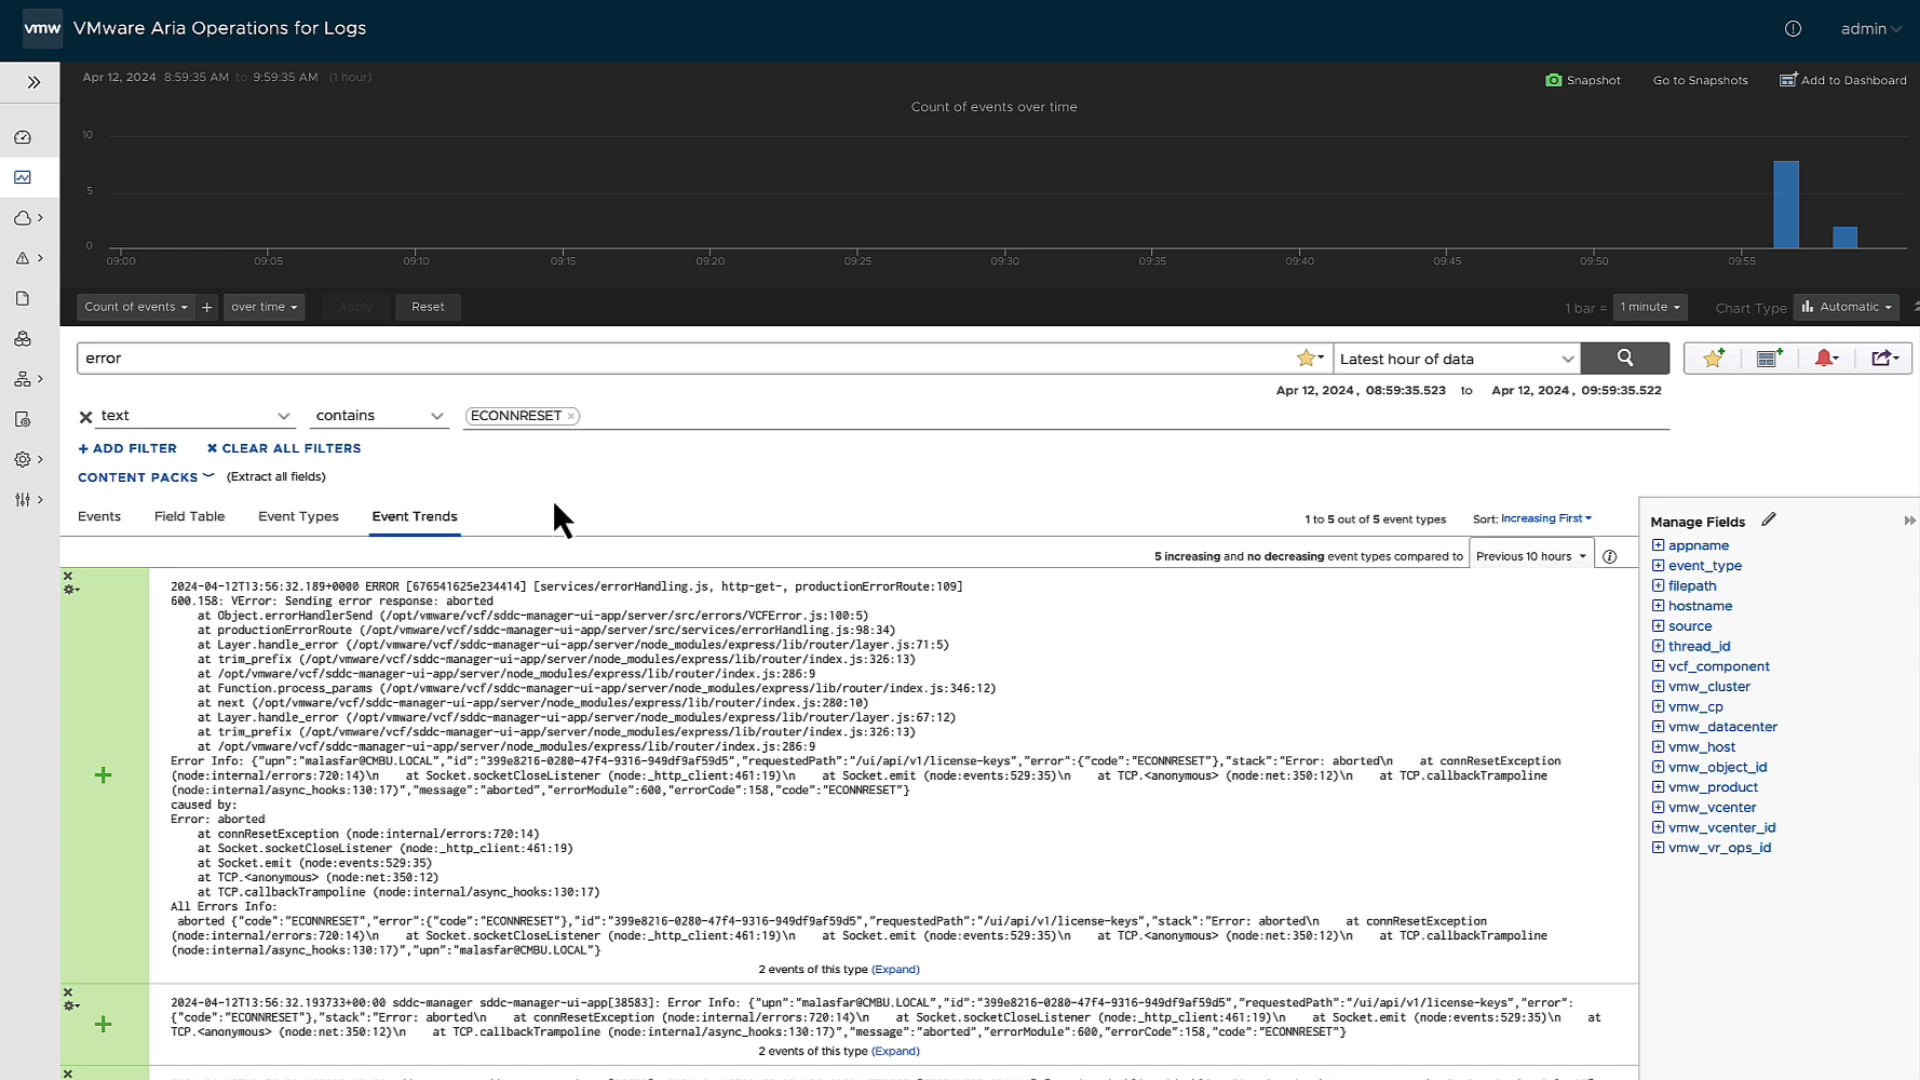 vmw VMware Aria Operations for Logs
admin
Apr 12, 2024 8:59:35 AM to 9:59:35 AM (1 hour)
Snapshot Go to Snapshots Add to Dashboard
Count of events over time
10
5
0
09:00 09:05 09:10 09:15 09:20 09:25 09:30 09:35 09:40 09:45 09:50 09:55
Count of events + over time Apply Reset
1 bar = 1 minute Chart Type Automatic
error
Latest hour of data
Apr 12, 2024, 08:59:35.523 to Apr 12, 2024, 09:59:35.522
text contains ECONNRESET ×
+ ADD FILTER × CLEAR ALL FILTERS
CONTENT PACKS (Extract all fields)
Events Field Table Event Types Event Trends
1 to 5 out of 5 event types Sort: Increasing First
5 increasing and no decreasing event types compared to Previous 10 hours
2024-04-12T13:56:32.189+0000 ERROR [676541625e234414] [services/errorHandling.js, http-get-, productionErrorRoute:109]
600.158: VError: Sending error response: aborted
at Object.errorHandlerSend (/opt/vmware/vcf/sddc-manager-ui-app/server/src/errors/VCFError.js:100:5)
at productionErrorRoute (/opt/vmware/vcf/sddc-manager-ui-app/server/src/services/errorHandling.js:98:34)
at Layer.handle_error (/opt/vmware/vcf/sddc-manager-ui-app/server/node_modules/express/lib/router/layer.js:71:5)
at trim_prefix (/opt/vmware/vcf/sddc-manager-ui-app/server/node_modules/express/lib/router/index.js:326:13)
at /opt/vmware/vcf/sddc-manager-ui-app/server/node_modules/express/lib/router/index.js:286:9
at Function.process_params (/opt/vmware/vcf/sddc-manager-ui-app/server/node_modules/express/lib/router/index.js:346:12)
at next (/opt/vmware/vcf/sddc-manager-ui-app/server/node_modules/express/lib/router/index.js:280:10)
at Layer.handle_error (/opt/vmware/vcf/sddc-manager-ui-app/server/node_modules/express/lib/router/layer.js:67:12)
at trim_prefix (/opt/vmware/vcf/sddc-manager-ui-app/server/node_modules/express/lib/router/index.js:326:13)
at /opt/vmware/vcf/sddc-manager-ui-app/server/node_modules/express/lib/router/index.js:286:9
Error Info: {"upn":"malasfar@CMBU.LOCAL","id":"399e8216-0280-47f4-9316-949df9af59d5","requestedPath":"/ui/api/v1/license-keys","error":{"code":"ECONNRESET"},"stack":"Error: aborted\n at connResetException
(node:internal/errors:720:14)\n at Socket.socketCloseListener (node:_http_client:461:19)\n at Socket.emit (node:events:529:35)\n at TCP.<anonymous> (node:net:350:12)\n at TCP.callbackTrampoline
(node:internal/async_hooks:130:17)","message":"aborted","errorModule":600,"errorCode":158,"code":"ECONNRESET"}
caused by:
Error: aborted
at connResetException (node:internal/errors:720:14)
at Socket.socketCloseListener (node:_http_client:461:19)
at Socket.emit (node:events:529:35)
at TCP.<anonymous> (node:net:350:12)
at TCP.callbackTrampoline (node:internal/async_hooks:130:17)
All Errors Info:
aborted {"code":"ECONNRESET","error":{"code":"ECONNRESET"},"id":"399e8216-0280-47f4-9316-949df9af59d5","requestedPath":"/ui/api/v1/license-keys","stack":"Error: aborted\n at connResetException
(node:internal/errors:720:14)\n at Socket.socketCloseListener (node:_http_client:461:19)\n at Socket.emit (node:events:529:35)\n at TCP.<anonymous> (node:net:350:12)\n at TCP.callbackTrampoline
(node:internal/async_hooks:130:17)","upn":"malasfar@CMBU.LOCAL"}
2 events of this type (Expand)
2024-04-12T13:56:32.193733+00:00 sddc-manager sddc-manager-ui-app[38583]: Error Info: {"upn":"malasfar@CMBU.LOCAL","id":"399e8216-0280-47f4-9316-949df9af59d5","requestedPath":"/ui/api/v1/license-keys","error":
{"code":"ECONNRESET"},"stack":"Error: aborted\n at connResetException (node:internal/errors:720:14)\n at Socket.socketCloseListener (node:_http_client:461:19)\n at Socket.emit (node:events:529:35)\n at
TCP.<anonymous> (node:net:350:12)\n at TCP.callbackTrampoline (node:internal/async_hooks:130:17)","message":"aborted","errorModule":600,"errorCode":158,"code":"ECONNRESET"}
2 events of this type (Expand)
Manage Fields
appname
event_type
filepath
hostname
source
thread_id
vcf_component
vmw_cluster
vmw_cp
vmw_datacenter
vmw_host
vmw_object_id
vmw_product
vmw_vcenter
vmw_vcenter_id
vmw_vr_ops_id